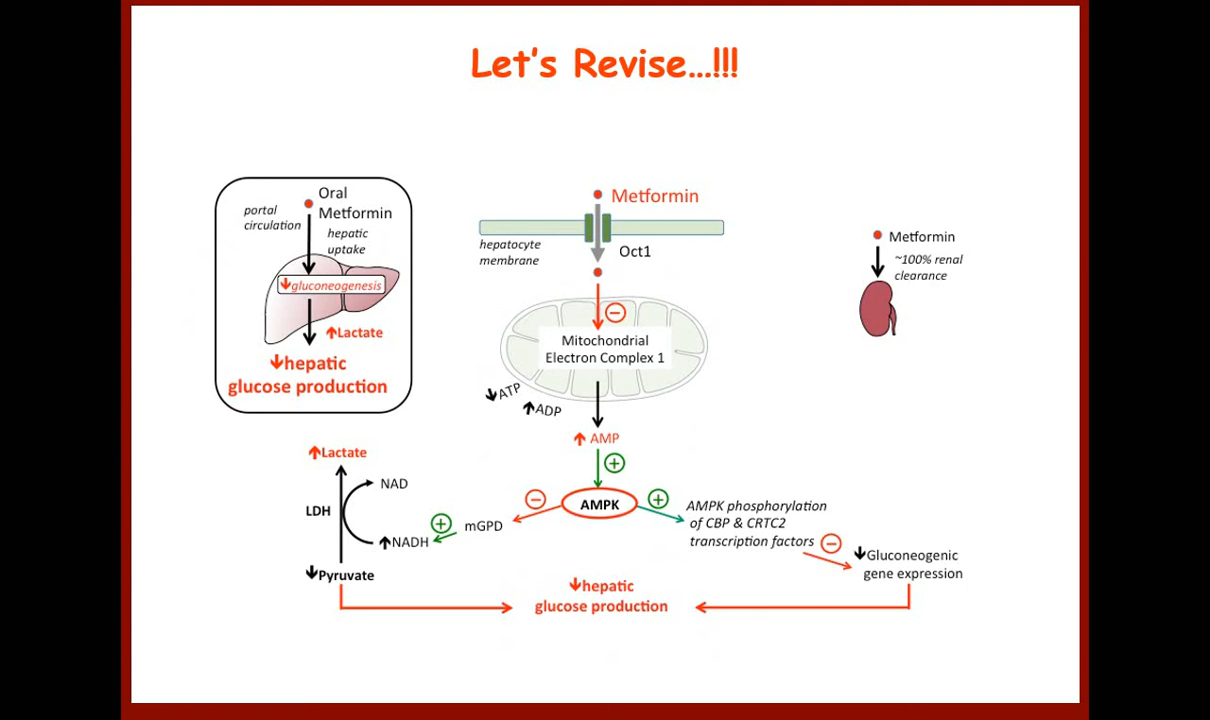 Let's Revise...!!!
Oral
Metformin
portal
circulation
hepatic
uptake
gluconeogenesis
Lactate
hepatic
glucose production
Metformin
hepatocyte
membrane
Oct1
Mitochondrial
Electron Complex 1
ATP
ADP
AMP
AMPK
Metformin
~100% renal
clearance
Lactate
NAD
LDH
NADH
Pyruvate
mGPD
AMPK phosphorylation
of CBP & CRTC2
transcription factors
Gluconeogenic
gene expression
hepatic
glucose production